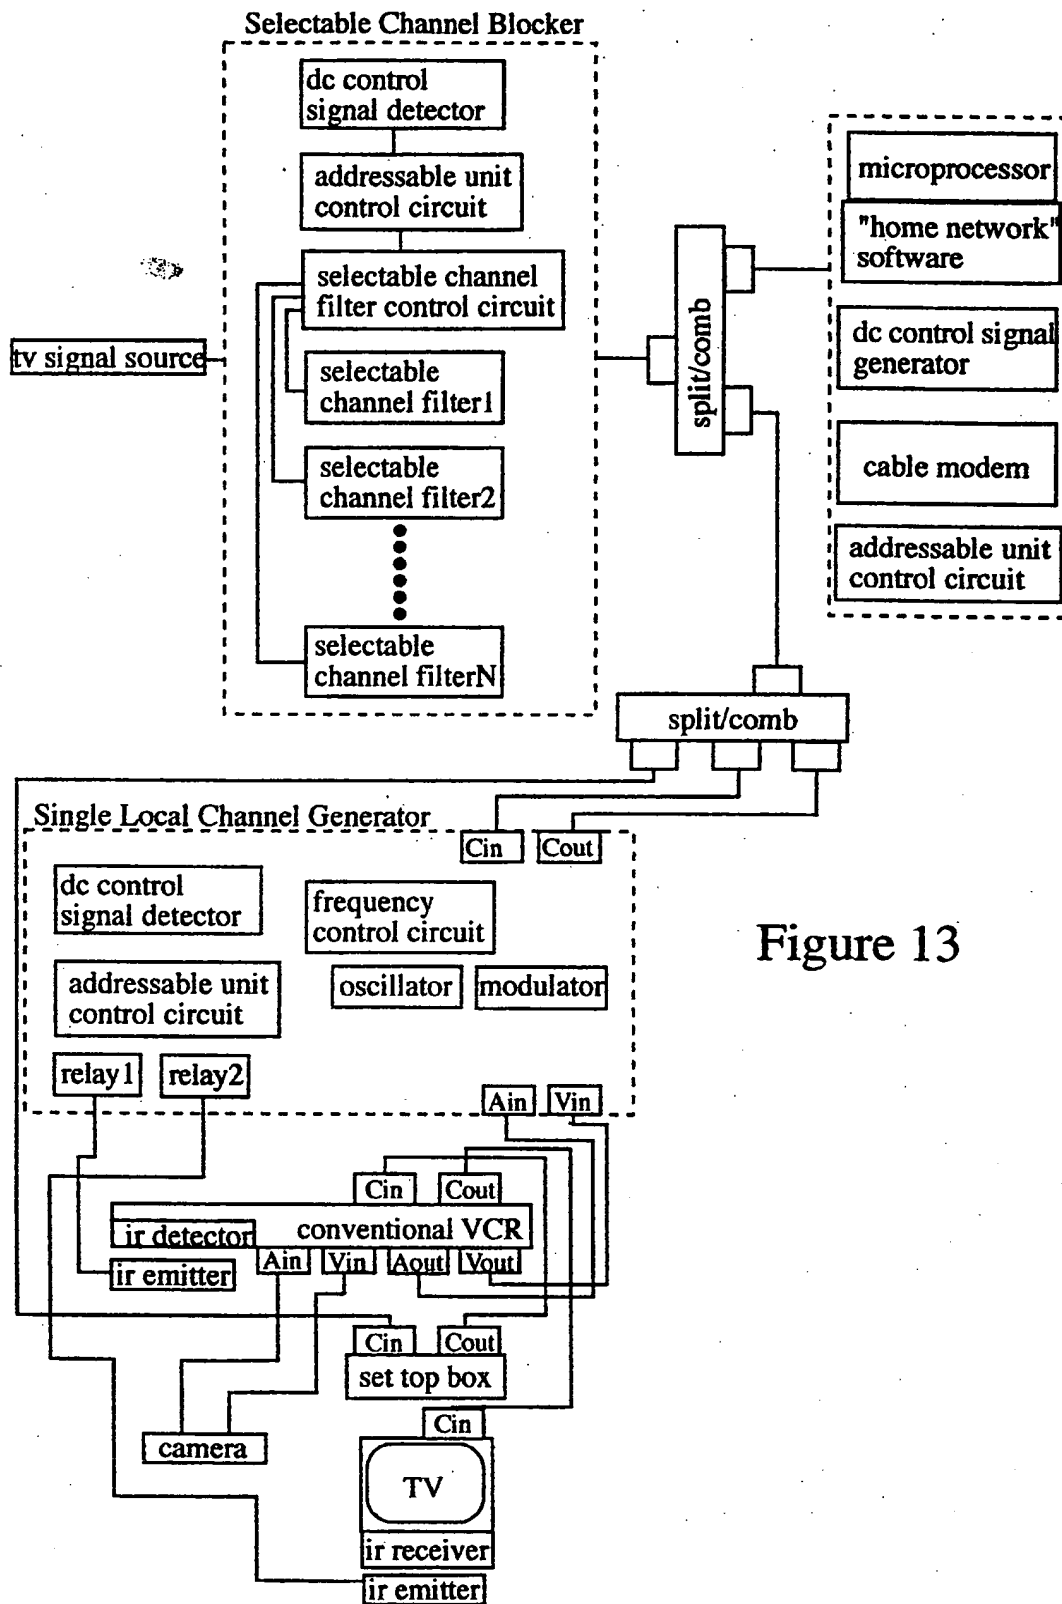 Selectable Channel Blocker
dc control
signal detector
addressable unit
control circuit
selectable channel
filter control circuit
tv signal source
selectable
channel filter1
selectable
channel filter2
selectable
channel filterN
split/comb
microprocessor
"home network"
software
dc control signal
generator
cable modem
addressable unit
control circuit
split/comb
Single Local Channel Generator
Cin
Cout
dc control
signal detector
frequency
control circuit
addressable unit
control circuit
oscillator
modulator
relay1
relay2
Ain
Vin
Figure 13
Cin
Cout
conventional VCR
ir detector
Ain
Vin
Aout
Vout
ir emitter
Cin
Cout
set top box
Cin
camera
TV
ir receiver
ir emitter